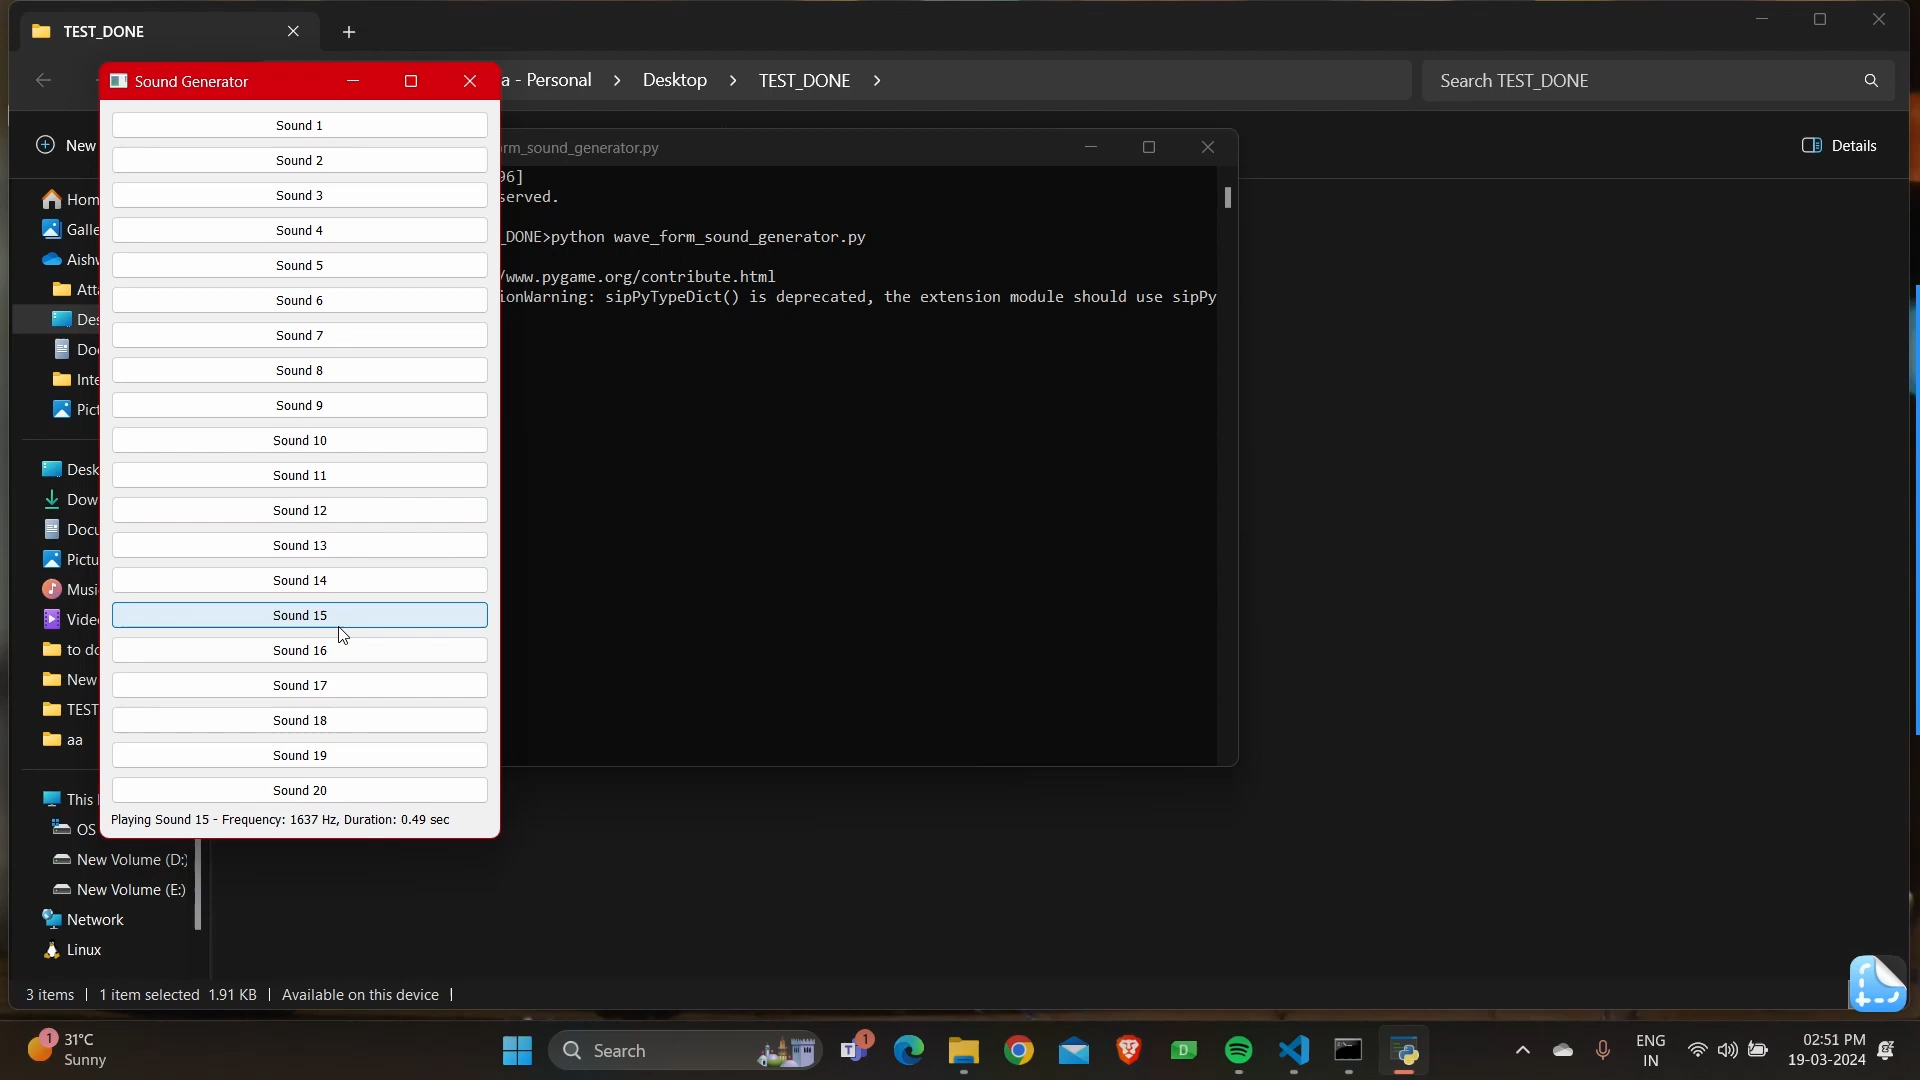 TEST_DONE
Sound Generator
a - Personal
Desktop
TEST_DONE
Search TEST_DONE
New
Details
rm_sound_generator.py
96]
served.
_DONE>python wave_form_sound_generator.py
/www.pygame.org/contribute.html
ionWarning: sipPyTypeDict() is deprecated, the extension module should use sipPy
Sound 1
Sound 2
Sound 3
Sound 4
Sound 5
Sound 6
Sound 7
Sound 8
Sound 9
Sound 10
Sound 11
Sound 12
Sound 13
Sound 14
Sound 15
Sound 16
Sound 17
Sound 18
Sound 19
Sound 20
Playing Sound 15 - Frequency: 1637 Hz, Duration: 0.49 sec
Hom
Galle
Aishw
Atta
Des
Doc
Inte
Pict
Desk
Dow
Docu
Pictu
Musi
Vide
to do
New
TEST
aa
This
OS
New Volume (D:)
New Volume (E:)
Network
Linux
3 items
1 item selected 1.91 KB
Available on this device
1
31°C
Sunny
Search
1
D
ENG
IN
02:51 PM
19-03-2024